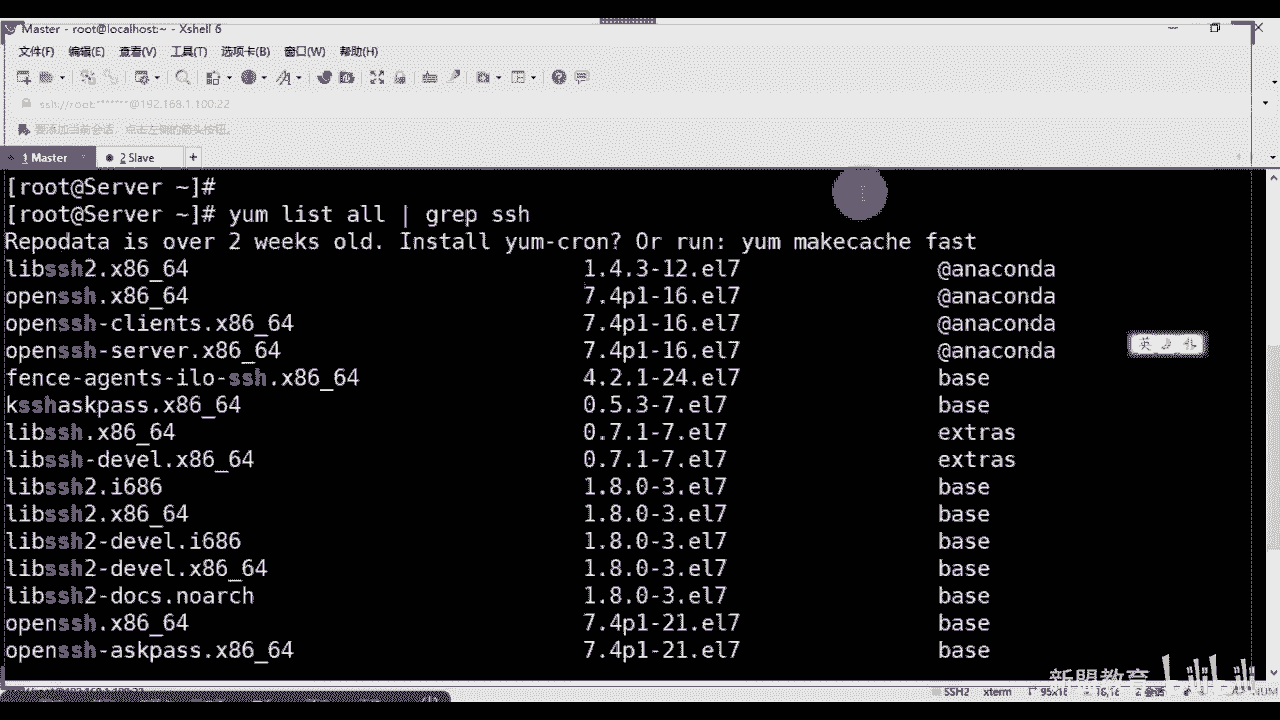 Master - root@localhost:~ - Xshell 6
文件(F) 编辑(E) 查看(V) 工具(T) 选项卡(B) 窗口(W) 帮助(H)
ssh://root:*******@192.168.1.100:22
要添加当前会话，点击左侧的箭头按钮。
1 Master 2 Slave +
[root@Server ~]#
[root@Server ~]# yum list all | grep ssh
Repodata is over 2 weeks old. Install yum-cron? Or run: yum makecache fast
libssh2.x86_64 1.4.3-12.el7 @anaconda
openssh.x86_64 7.4p1-16.el7 @anaconda
openssh-clients.x86_64 7.4p1-16.el7 @anaconda
openssh-server.x86_64 7.4p1-16.el7 @anaconda
英
fence-agents-ilo-ssh.x86_64 4.2.1-24.el7 base
ksshaskpass.x86_64 0.5.3-7.el7 base
libssh.x86_64 0.7.1-7.el7 extras
libssh-devel.x86_64 0.7.1-7.el7 extras
libssh2.i686 1.8.0-3.el7 base
libssh2.x86_64 1.8.0-3.el7 base
libssh2-devel.i686 1.8.0-3.el7 base
libssh2-devel.x86_64 1.8.0-3.el7 base
libssh2-docs.noarch 1.8.0-3.el7 base
openssh.x86_64 7.4p1-21.el7 base
openssh-askpass.x86_64 7.4p1-21.el7 base
新盟教育 bilibili
SSH2 xterm